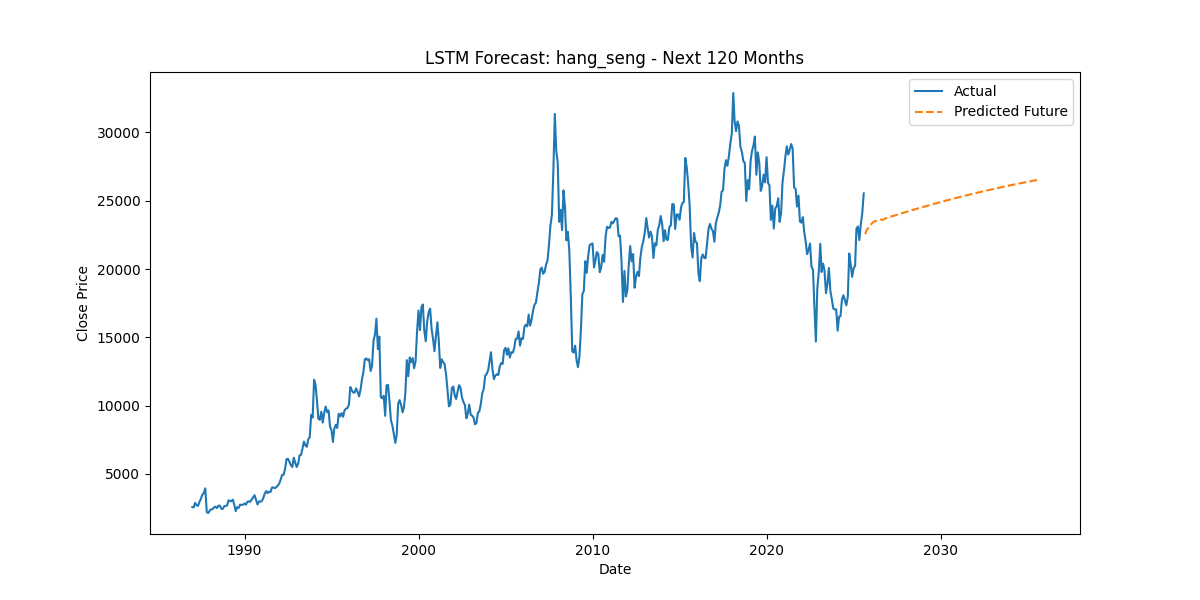 LSTM Forecast: hang_seng - Next 120 Months
Actual
Predicted Future
Close Price
30000
25000
20000
15000
10000
5000
1990
2000
2010
2020
2030
Date